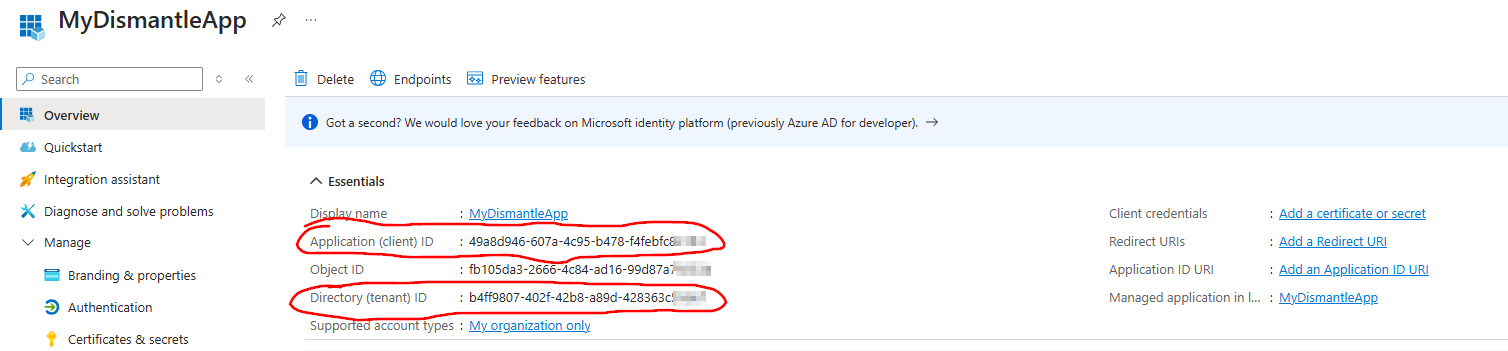 MyDismantleApp
Search
Delete
Endpoints
Preview features
Overview
Quickstart
Integration assistant
Diagnose and solve problems
Manage
Branding & properties
Authentication
Certificates & secrets
Got a second? We would love your feedback on Microsoft identity platform (previously Azure AD for developer).
Essentials
Display name : MyDismantleApp
Application (client) ID : 49a8d946-607a-4c95-b478-f4febfc8
Object ID : fb105da3-2666-4c84-ad16-99d87a7
Directory (tenant) ID : b4ff9807-402f-42b8-a89d-428363c
Supported account types : My organization only
Client credentials : Add a certificate or secret
Redirect URIs : Add a Redirect URI
Application ID URI : Add an Application ID URI
Managed application in l... : MyDismantleApp